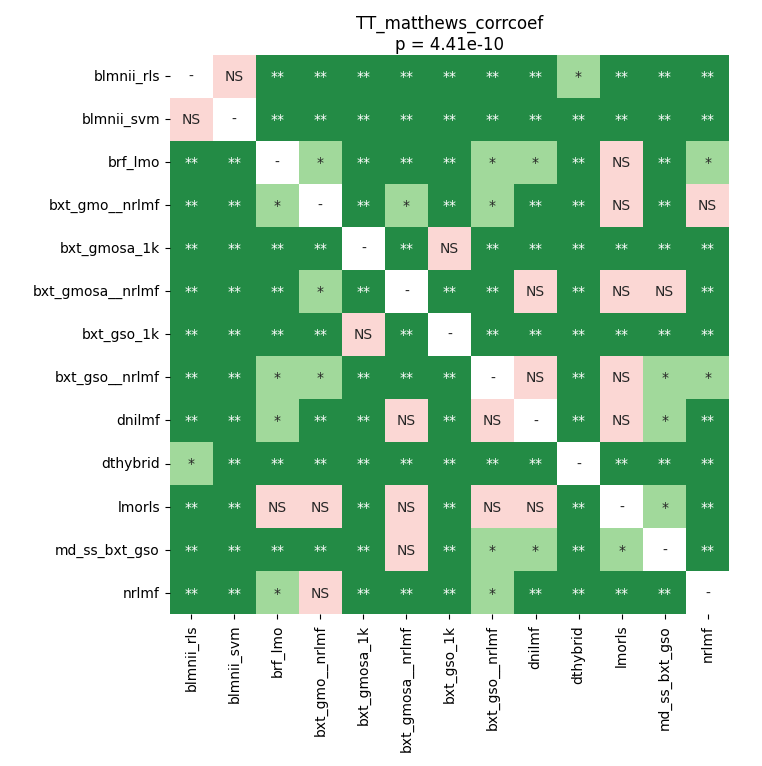 TT_matthews_corrcoef
p = 4.41e-10
blmnii_rls - NS ** ** ** ** ** ** ** * ** ** **
blmnii_svm NS - ** ** ** ** ** ** ** ** ** ** **
brf_lmo ** ** - * ** ** ** * * ** NS ** *
bxt_gmo__nrlmf ** ** * - ** * ** * ** ** NS ** NS
bxt_gmosa_1k ** ** ** ** - ** NS ** ** ** ** ** **
bxt_gmosa__nrlmf ** ** ** * ** - ** ** NS ** NS NS **
bxt_gso_1k ** ** ** ** NS ** - ** ** ** ** ** **
bxt_gso__nrlmf ** ** * * ** ** ** - NS ** NS * *
dnilmf ** ** * ** ** NS ** NS - ** NS * **
dthybrid * ** ** ** ** ** ** ** ** - ** ** **
lmorls ** ** NS NS ** NS ** NS NS ** - * **
md_ss_bxt_gso ** ** ** ** ** NS ** * * ** * - **
nrlmf ** ** * NS ** ** ** * ** ** ** ** -
blmnii_rls
blmnii_svm
brf_lmo
bxt_gmo__nrlmf
bxt_gmosa_1k
bxt_gmosa__nrlmf
bxt_gso_1k
bxt_gso__nrlmf
dnilmf
dthybrid
lmorls
md_ss_bxt_gso
nrlmf